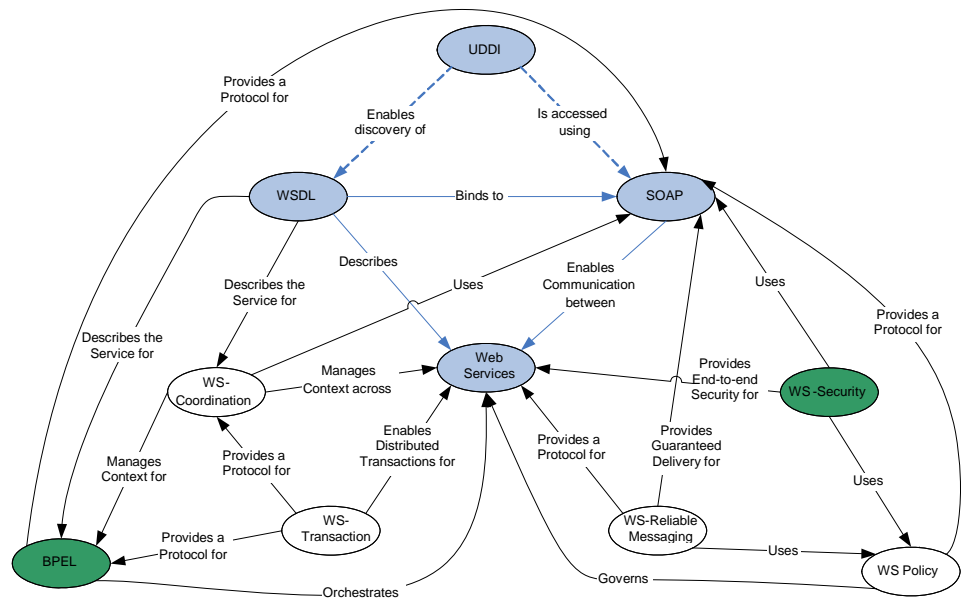 UDDI
Provides a
Protocol for
Enables
discovery of
Is accessed
using
WSDL
Binds to
SOAP
Describes
Uses
Enables
Communication
between
Uses
Describes the
Service for
Provides a
Protocol for
Describes the
Service for
Web
Services
Manages
Context across
Provides
End-to-end
Security for
WS-
Coordination
WS-Security
Enables
Distributed
Transactions for
Provides a
Protocol for
Provides
Guaranteed
Delivery for
Manages
Context for
Provides a
Protocol for
Uses
WS-
Transaction
WS-Reliable
Messaging
Provides a
Protocol for
Uses
BPEL
WS Policy
Governs
Orchestrates